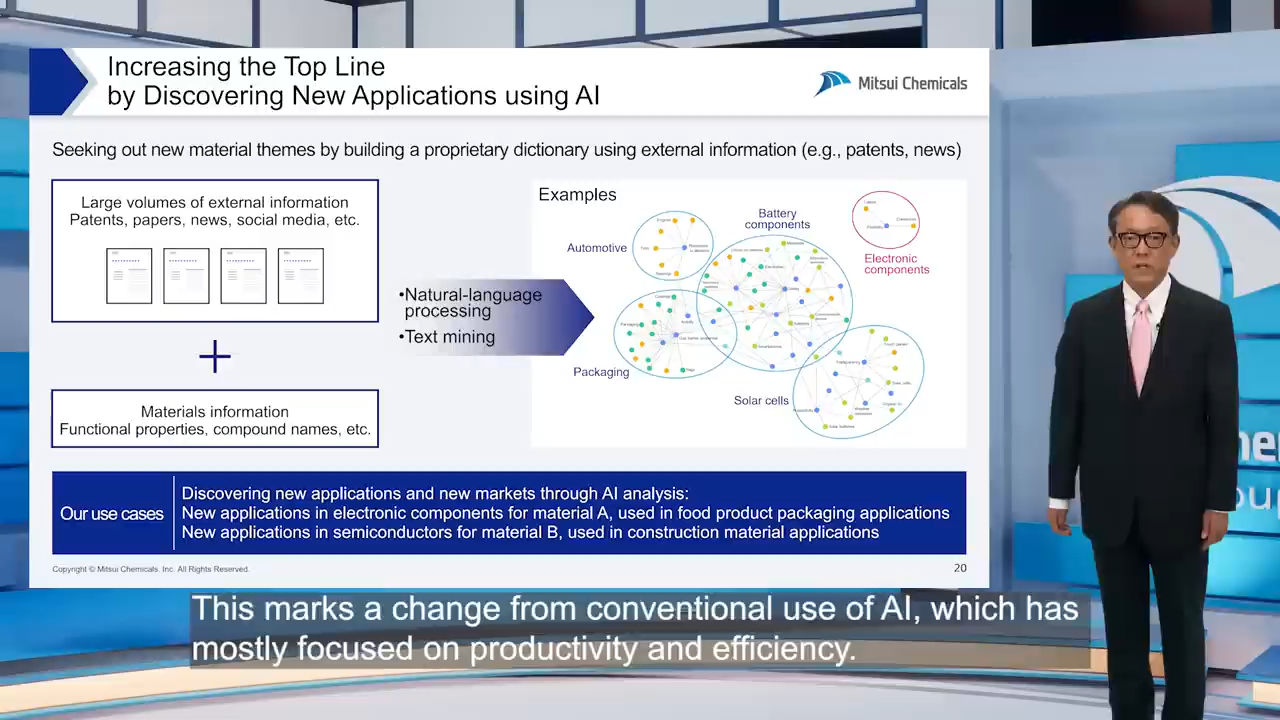 Increasing the Top Line
by Discovering New Applications using AI
Mitsui Chemicals
Seeking out new material themes by building a proprietary dictionary using external information (e.g., patents, news)
Large volumes of external information
Patents, papers, news, social media, etc.
+
Materials information
Functional properties, compound names, etc.
•Natural-language
processing
•Text mining
Examples
Automotive
Battery
components
Electronic
components
Packaging
Solar cells
Our use cases
Discovering new applications and new markets through AI analysis:
New applications in electronic components for material A, used in food product packaging applications
New applications in semiconductors for material B, used in construction material applications
Copyright © Mitsui Chemicals. Inc. All Rights Reserved.
20
This marks a change from conventional use of AI, which has
mostly focused on productivity and efficiency.